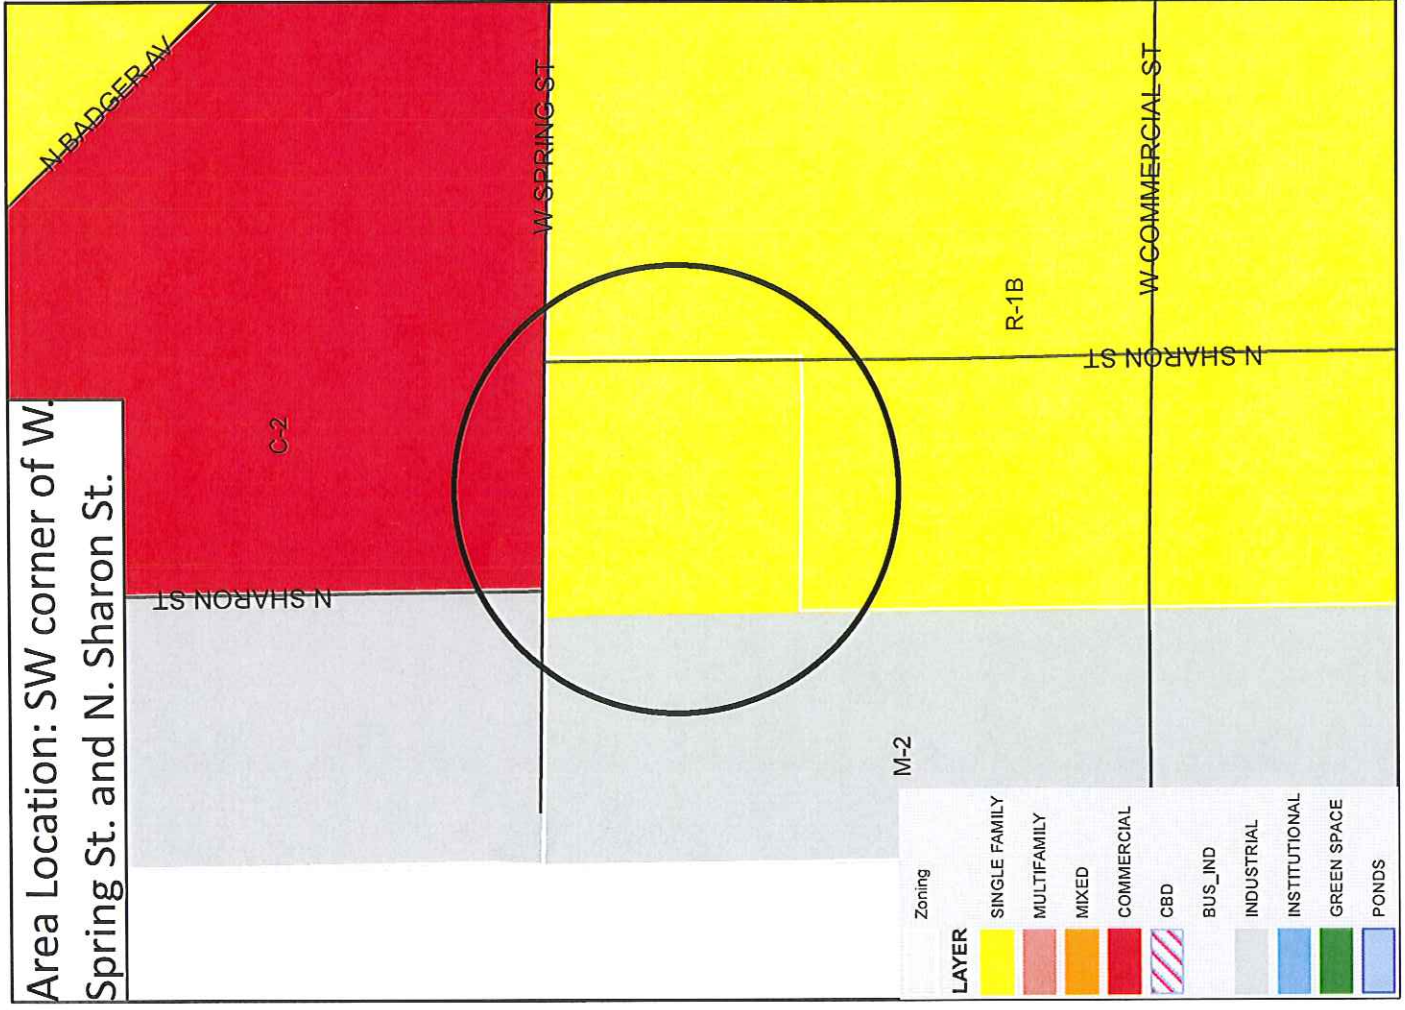 Area Location: SW corner of W.
Spring St. and N. Sharon St.
N BADGER AV
W SPRING ST
W COMMERCIAL ST
C-2
R-1B
N SHARON ST
N SHARON ST
M-2
Zoning
LAYER
SINGLE FAMILY
MULTIFAMILY
MIXED
COMMERCIAL
CBD
BUS_IND
INDUSTRIAL
INSTITUTIONAL
GREEN SPACE
PONDS